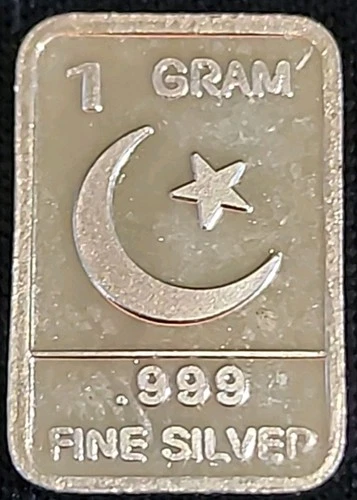 1 GRAM
.999
FINE SILVER